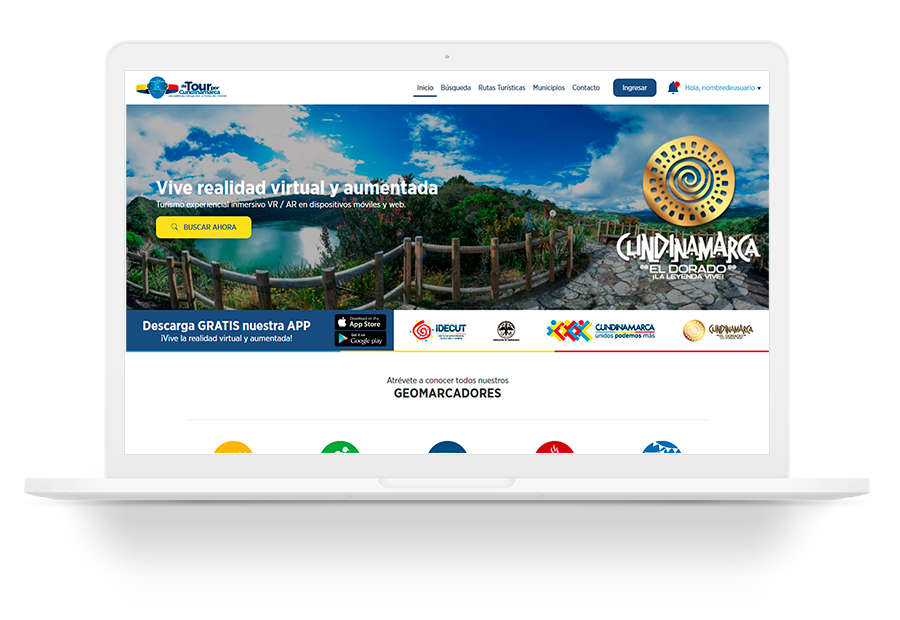 de Tour por
Cundinamarca
Inicio Búsqueda Rutas Turísticas Municipios Contacto Ingresar Hola, nombredeusuario
Vive realidad virtual y aumentada
Turismo experiencial inmersivo VR / AR en dispositivos móviles y web.
BUSCAR AHORA
CUNDINAMARCA
EL DORADO
¡LA LEYENDA VIVE!
Descarga GRATIS nuestra APP
¡Vive la realidad virtual y aumentada!
Download on the
App Store
Get it on
Google play
IDECUT
CUNDINAMARCA
unidos podemos más
CUNDINAMARCA
EL DORADO
Atrévete a conocer todos nuestros
GEOMARCADORES